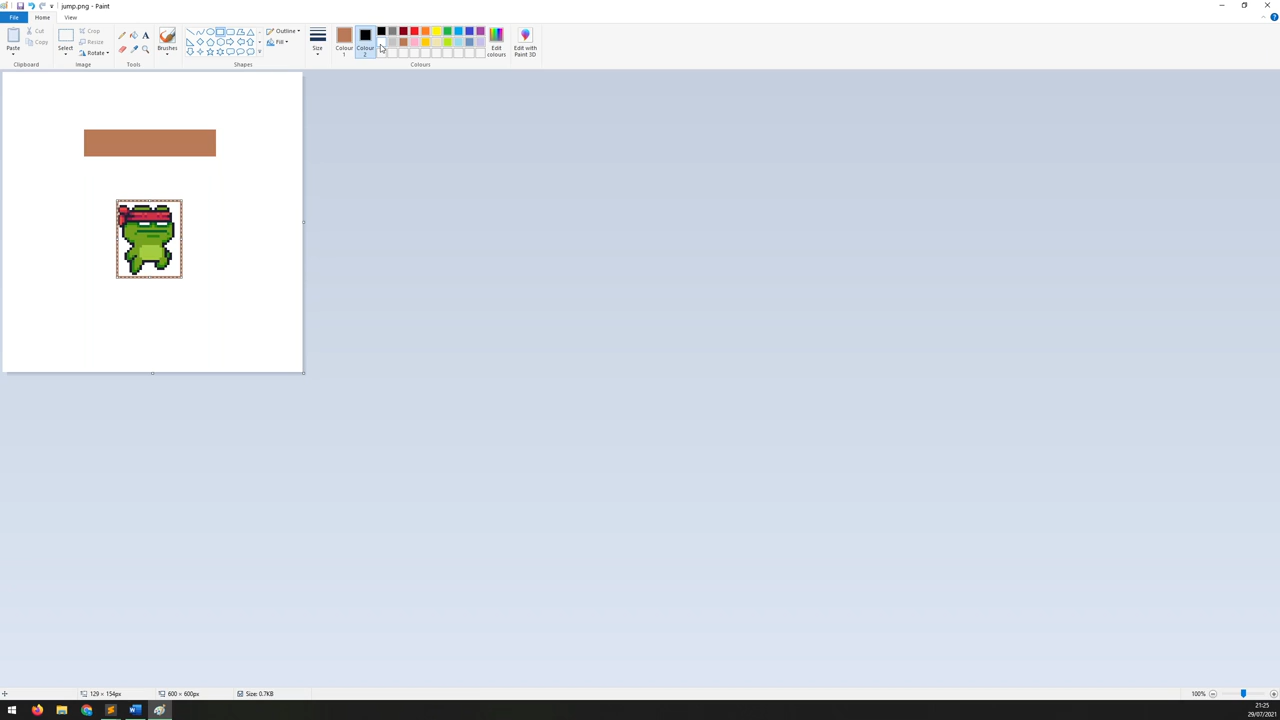 jump.png - Paint
File Home View
Paste
Cut
Copy
Clipboard
Select
Crop
Resize
Rotate
Image
A
Tools
Brushes
Outline
Fill
Shapes
Size
Colour 1
Colour 2
Edit colours
Edit with Paint 3D
Colours
129 × 154px
600 × 600px
Size: 0.7KB
100%
21:25
29/07/2021